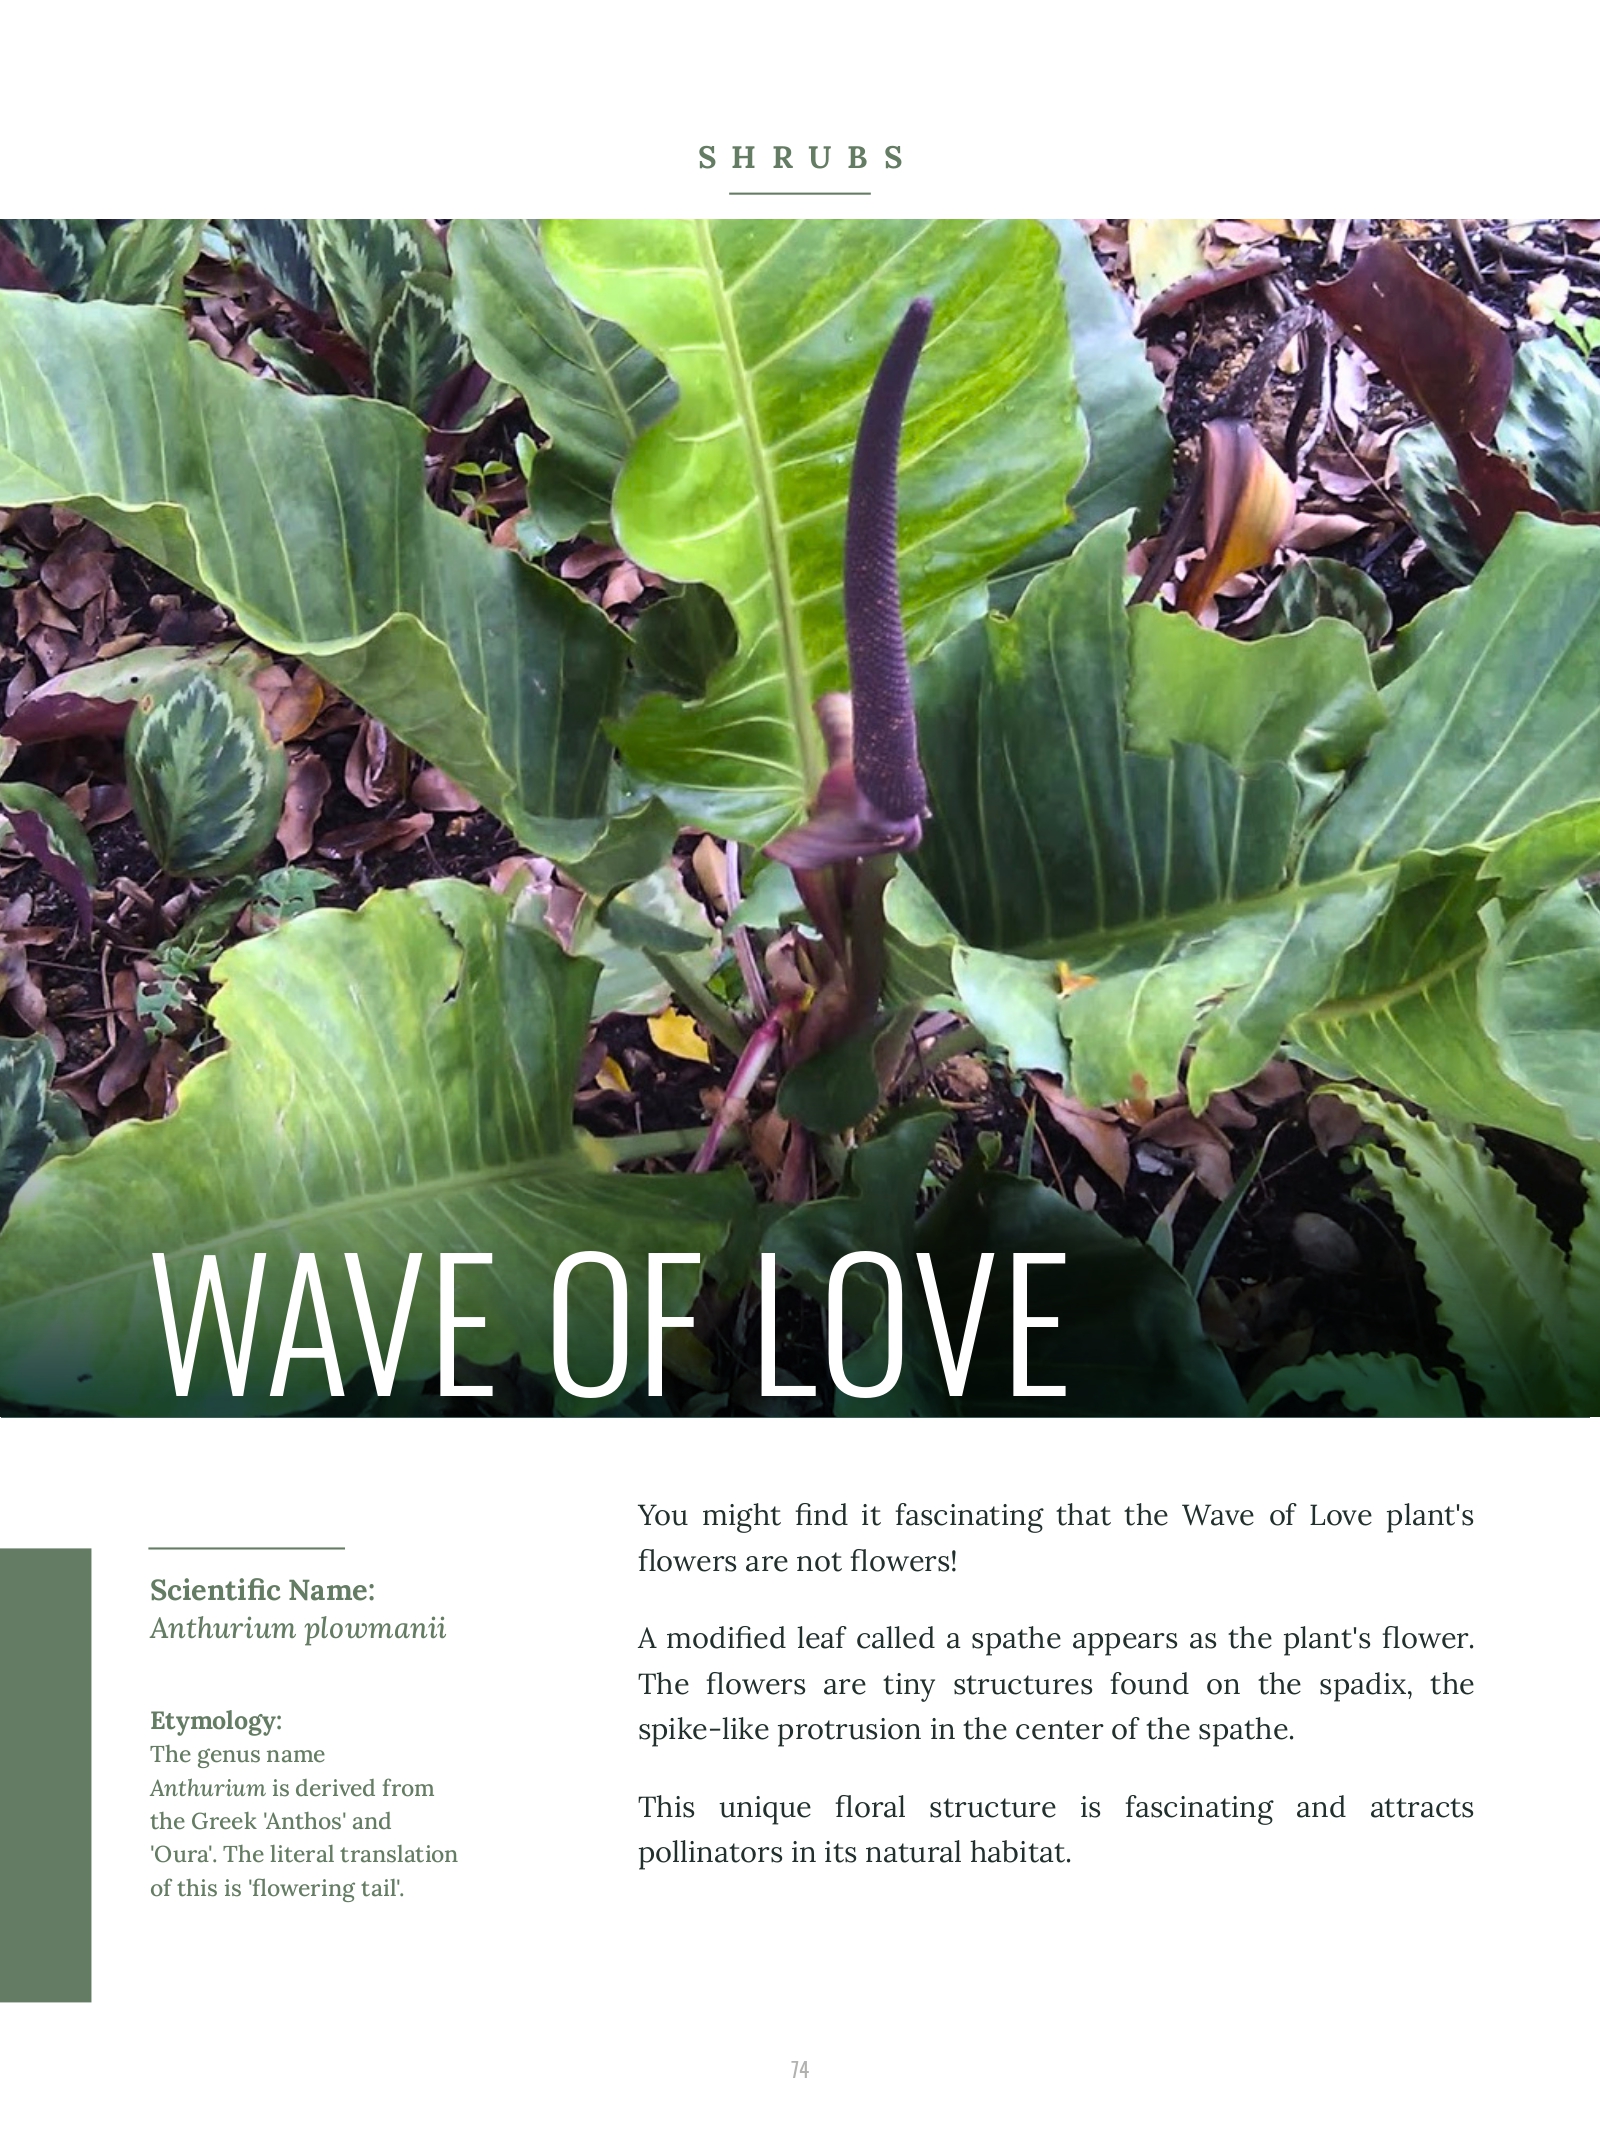 SHRUBS
WAVE OF LOVE
Scientific Name:
Anthurium plowmanii
Etymology:
The genus name
Anthurium is derived from
the Greek 'Anthos' and
'Oura'. The literal translation
of this is 'flowering tail'.
You might find it fascinating that the Wave of Love plant's
flowers are not flowers!
A modified leaf called a spathe appears as the plant's flower.
The flowers are tiny structures found on the spadix, the
spike-like protrusion in the center of the spathe.
This unique floral structure is fascinating and attracts
pollinators in its natural habitat.
74